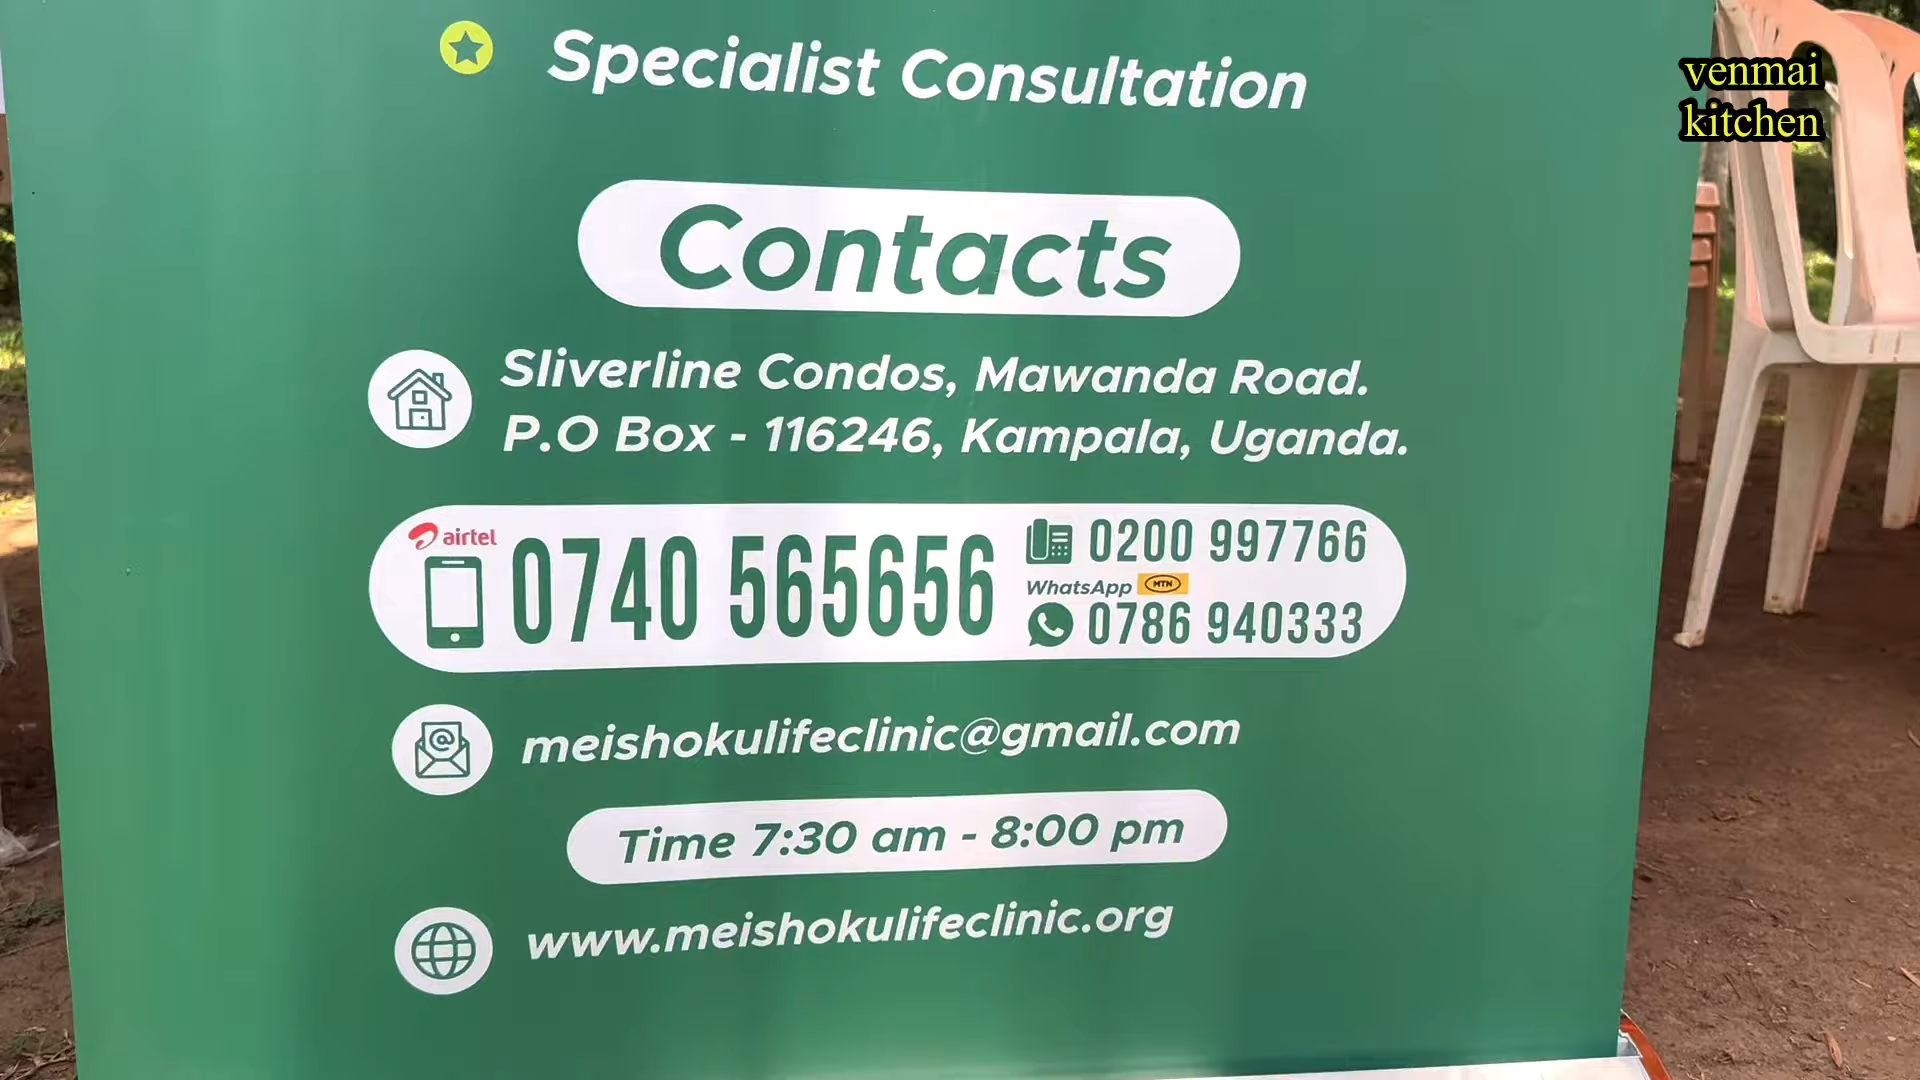 Specialist Consultation
venmai
kitchen
Contacts
Sliverline Condos, Mawanda Road.
P.O Box - 116246, Kampala, Uganda.
airtel
0740 565656
0200 997766
WhatsApp MTN
0786 940333
meishokulifeclinic@gmail.com
Time 7:30 am - 8:00 pm
www.meishokulifeclinic.org